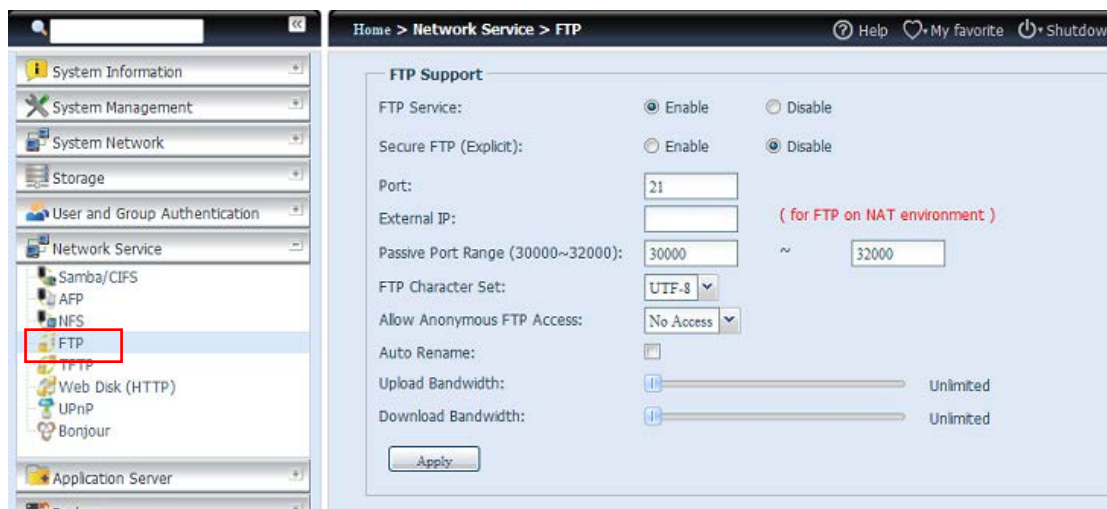 Home > Network Service > FTP
Help My favorite Shutdow
System Information
System Management
System Network
Storage
User and Group Authentication
Network Service
Samba/CIFS
AFP
NFS
FTP
TFTP
Web Disk (HTTP)
UPnP
Bonjour
Application Server
FTP Support
FTP Service: Enable Disable
Secure FTP (Explicit): Enable Disable
Port: 21
External IP: ( for FTP on NAT environment )
Passive Port Range (30000~32000): 30000 ~ 32000
FTP Character Set: UTF-8
Allow Anonymous FTP Access: No Access
Auto Rename:
Upload Bandwidth: Unlimited
Download Bandwidth: Unlimited
Apply